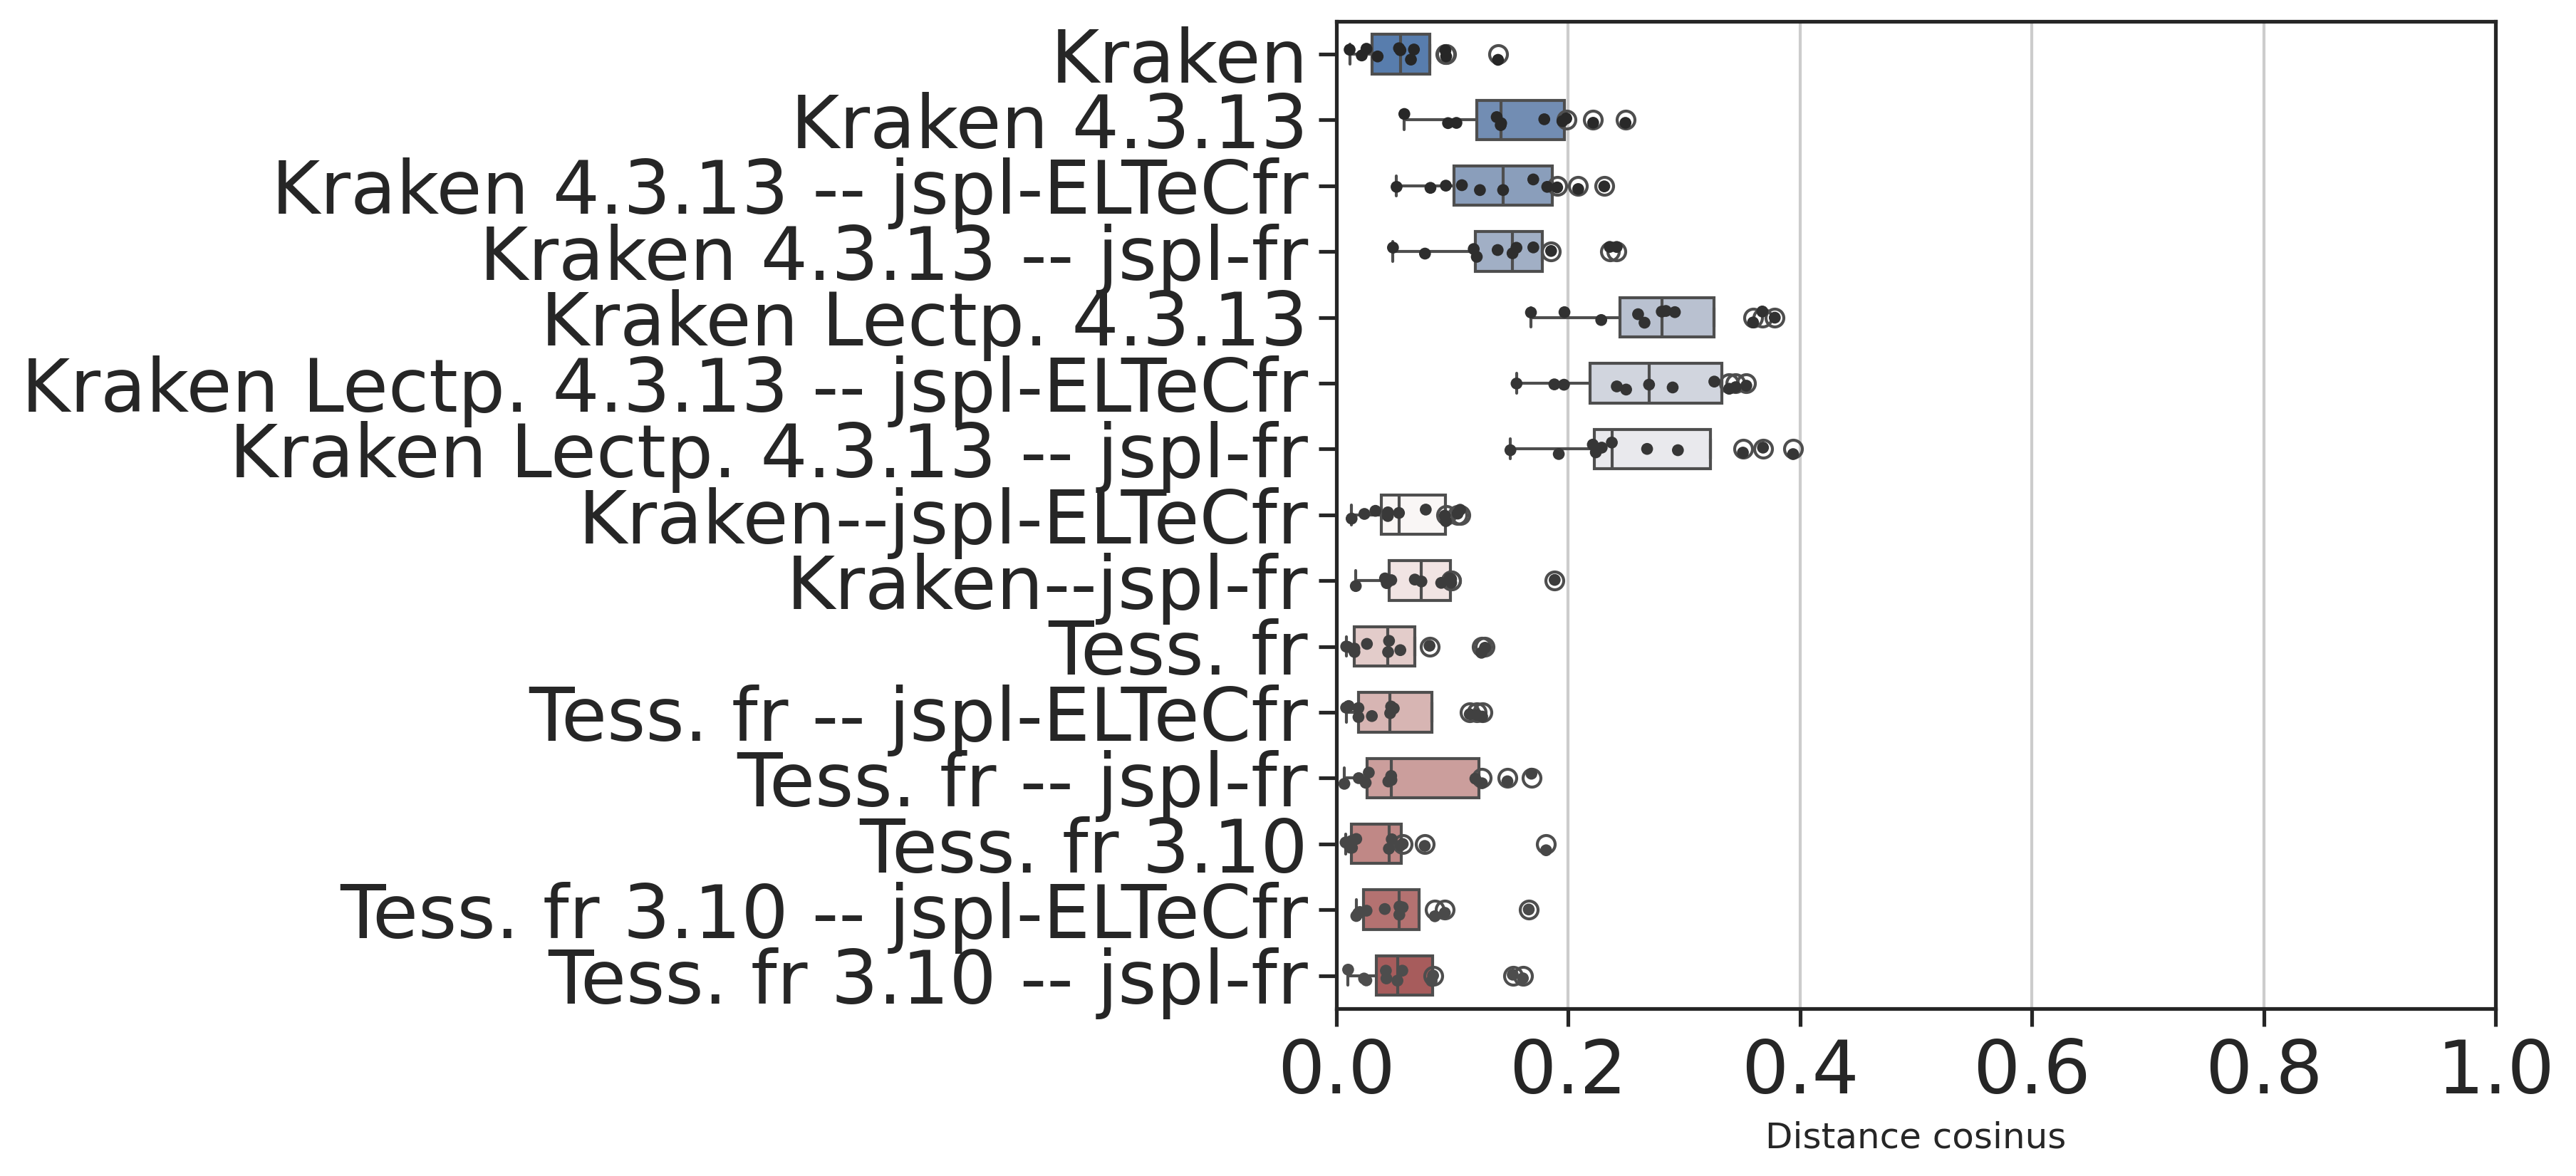 Kraken
Kraken 4.3.13
Kraken 4.3.13 -- jspl-ELTeCfr
Kraken 4.3.13 -- jspl-fr
Kraken Lectp. 4.3.13
Kraken Lectp. 4.3.13 -- jspl-ELTeCfr
Kraken Lectp. 4.3.13 -- jspl-fr
Kraken--jspl-ELTeCfr
Kraken--jspl-fr
Tess. fr
Tess. fr -- jspl-ELTeCfr
Tess. fr -- jspl-fr
Tess. fr 3.10
Tess. fr 3.10 -- jspl-ELTeCfr
Tess. fr 3.10 -- jspl-fr
0.0 0.2 0.4 0.6 0.8 1.0
Distance cosinus